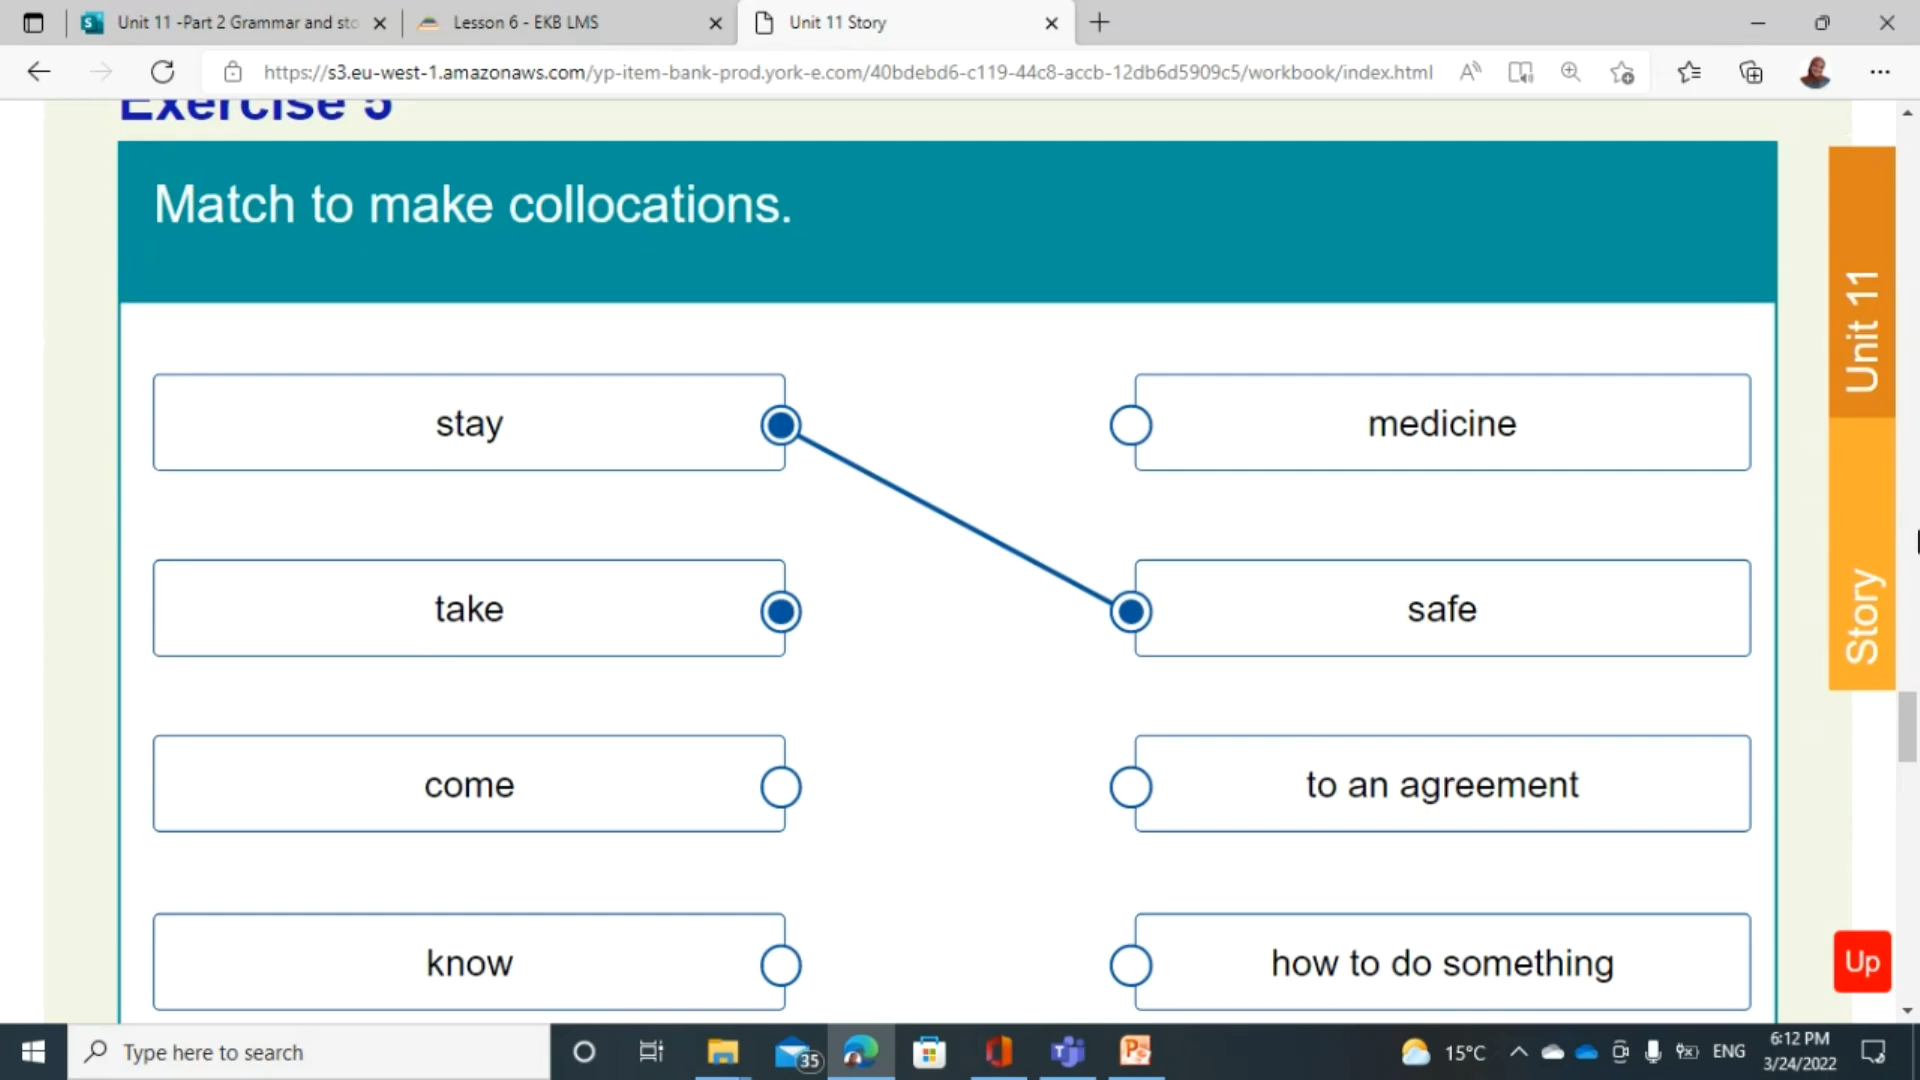 Unit 11 -Part 2 Grammar and sto
Lesson 6 - EKB LMS
Unit 11 Story
https://s3.eu-west-1.amazonaws.com/yp-item-bank-prod.york-e.com/40bdebd6-c119-44c8-accb-12db6d5909c5/workbook/index.html
Exercise 5
Match to make collocations.
stay
medicine
take
safe
come
to an agreement
know
how to do something
Unit 11
Story
Up
Type here to search
35
15°C
ENG
6:12 PM
3/24/2022